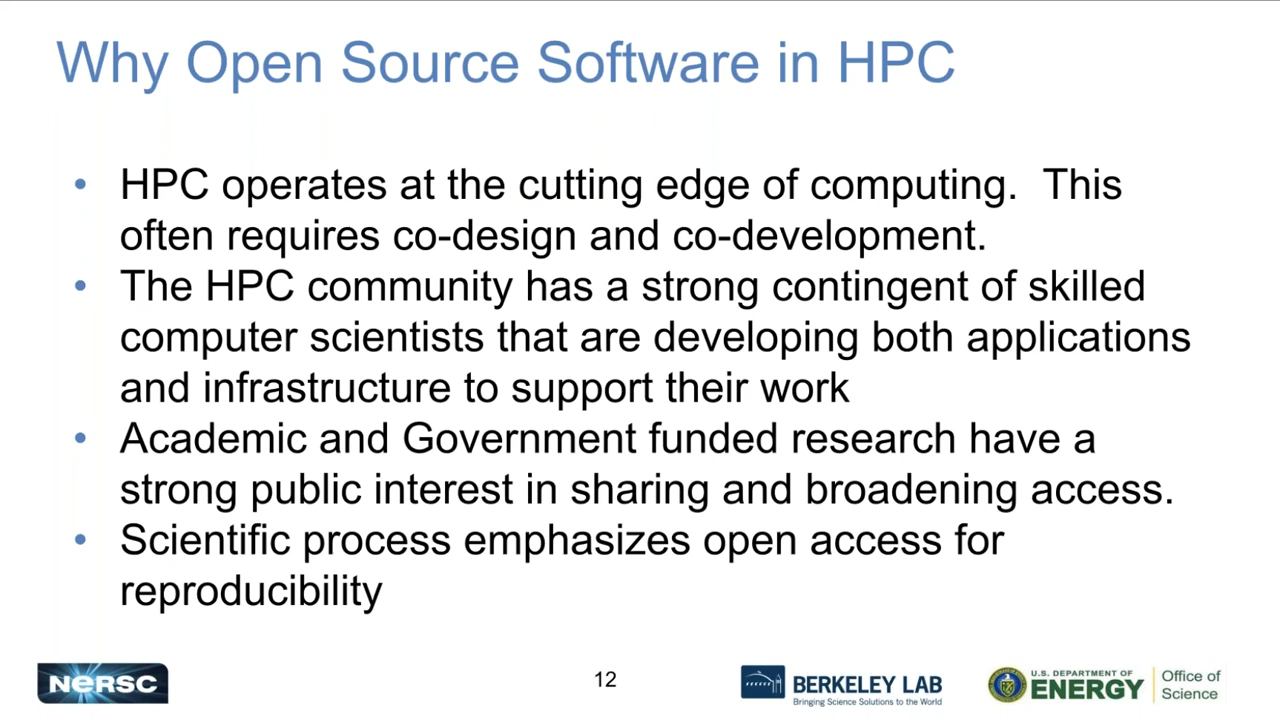 Why Open Source Software in HPC
• HPC operates at the cutting edge of computing.  This
often requires co-design and co-development.
• The HPC community has a strong contingent of skilled
computer scientists that are developing both applications
and infrastructure to support their work
• Academic and Government funded research have a
strong public interest in sharing and broadening access.
• Scientific process emphasizes open access for
reproducibility
NERSC
12
BERKELEY LAB
Bringing Science Solutions to the World
U.S. DEPARTMENT OF
ENERGY
Office of
Science